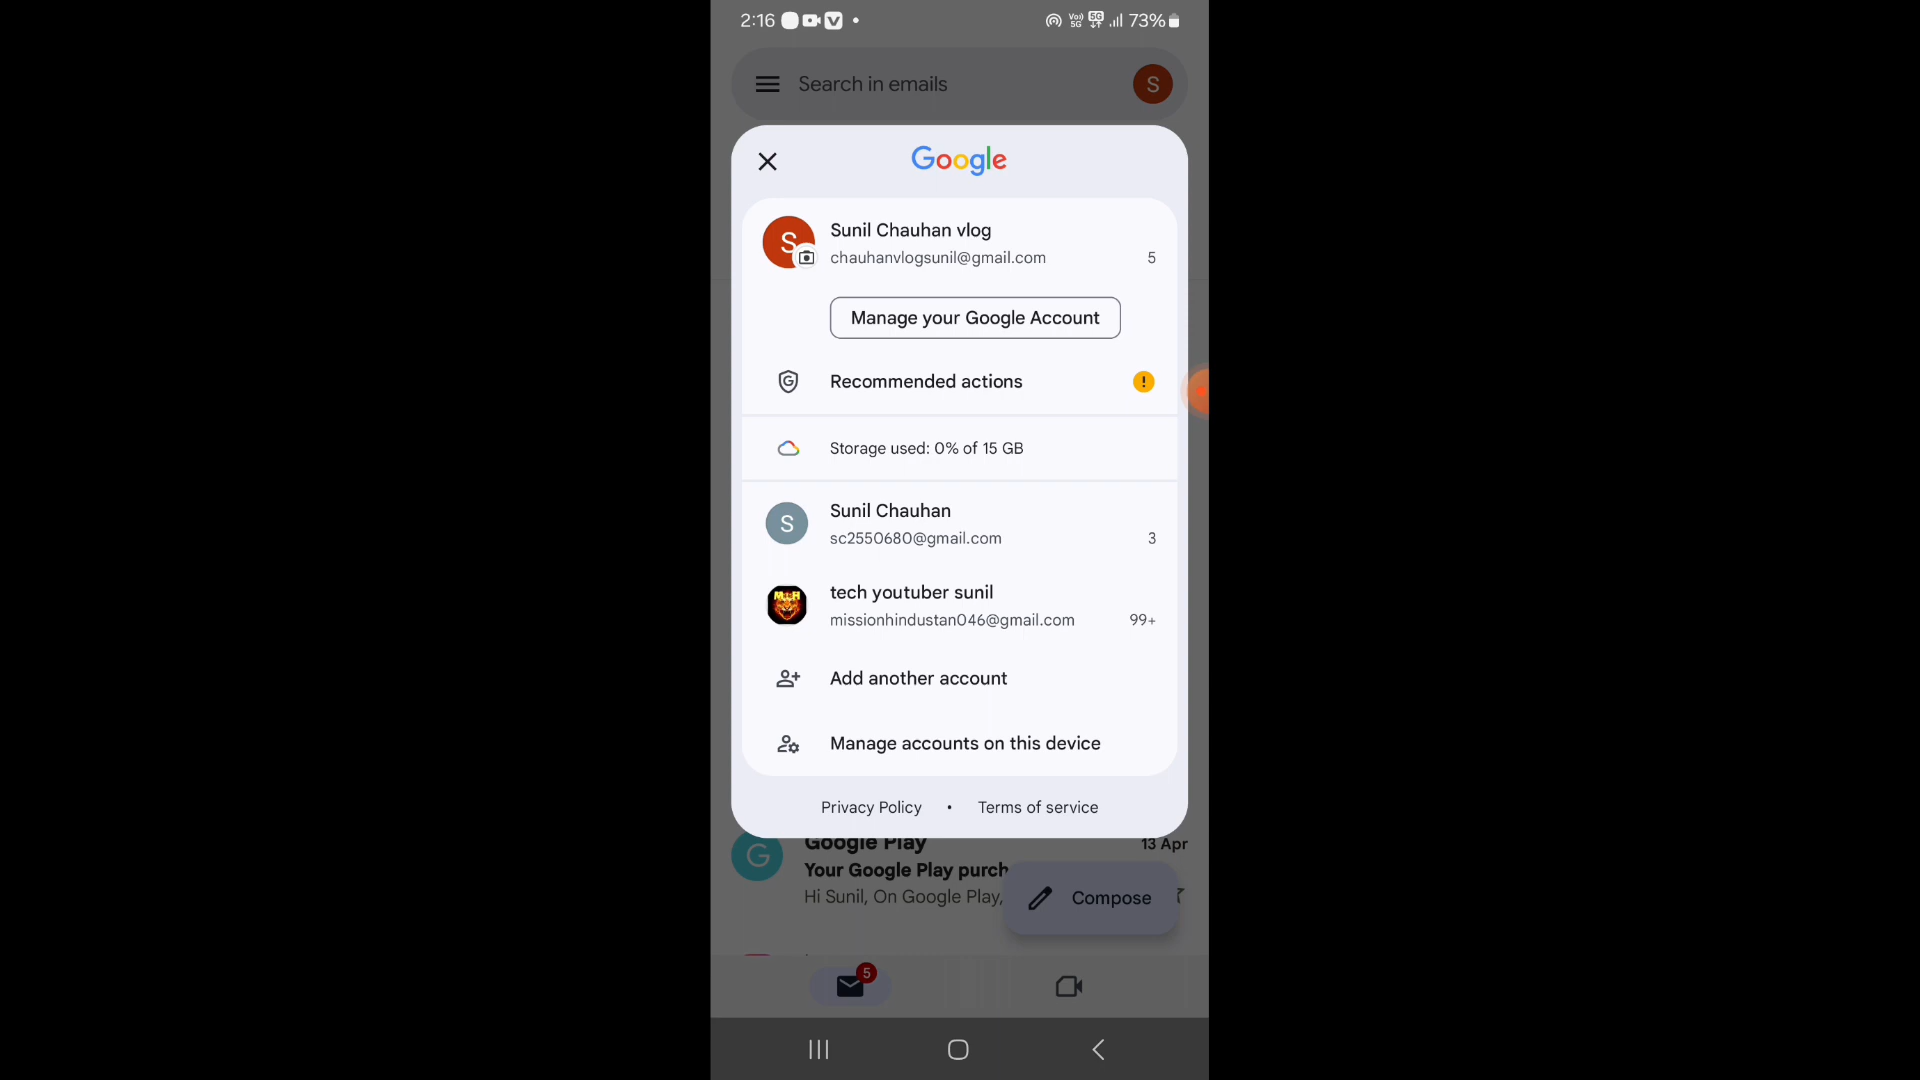 2:16
Vo)) 5G 5G 73%
Search in emails
S
Google
S
Sunil Chauhan vlog
chauhanvlogsunil@gmail.com 5
Manage your Google Account
Recommended actions !
Storage used: 0% of 15 GB
S
Sunil Chauhan
sc2550680@gmail.com 3
tech youtuber sunil
missionhindustan046@gmail.com 99+
Add another account
Manage accounts on this device
Privacy Policy • Terms of service
G
Google Play 13 Apr
Your Google Play purch
Hi Sunil, On Google Play,
Compose
5